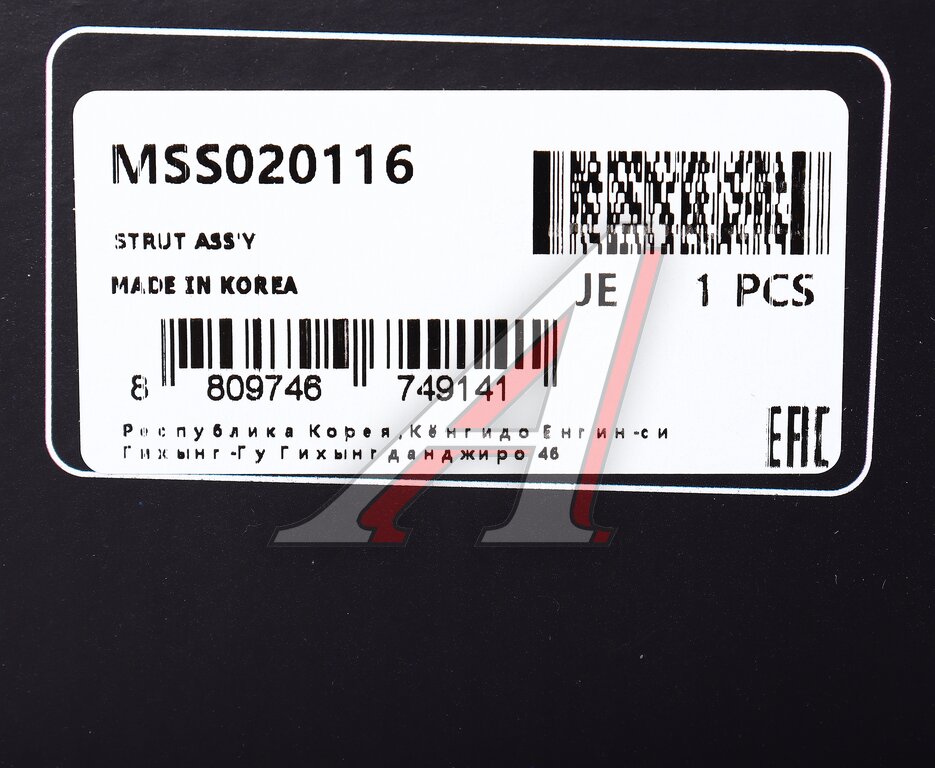 MSS020116
STRUT ASS'Y
MADE IN KOREA
JE 1 PCS
8 809746 749141
Республика Корея,Кёнгидо Енгин-си
Гихынг-Гу Гихынгданджиро 46
EAC